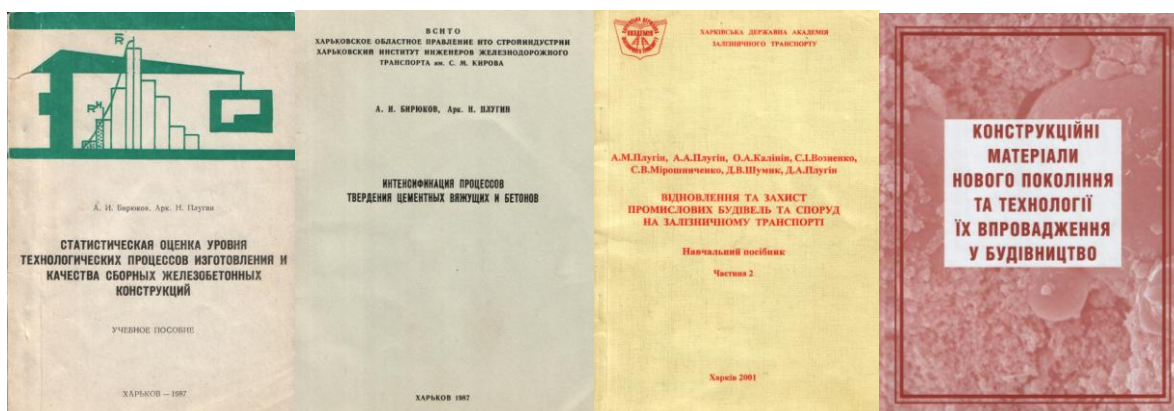 R̅
R^H
А. И. Бирюков, Арк. Н. Плугин
СТАТИСТИЧЕСКАЯ ОЦЕНКА УРОВНЯ
ТЕХНОЛОГИЧЕСКИХ ПРОЦЕССОВ ИЗГОТОВЛЕНИЯ И
КАЧЕСТВА СБОРНЫХ ЖЕЛЕЗОБЕТОННЫХ
КОНСТРУКЦИЙ
УЧЕБНОЕ ПОСОБИЕ
ХАРЬКОВ — 1987
ВСНТО
ХАРЬКОВСКОЕ ОБЛАСТНОЕ ПРАВЛЕНИЕ НТО СТРОЙИНДУСТРИИ
ХАРЬКОВСКИЙ ИНСТИТУТ ИНЖЕНЕРОВ ЖЕЛЕЗНОДОРОЖНОГО
ТРАНСПОРТА им. С. М. КИРОВА
А. И. БИРЮКОВ, Арк. Н. ПЛУГИН
ИНТЕНСИФИКАЦИЯ ПРОЦЕССОВ
ТВЕРДЕНИЯ ЦЕМЕНТНЫХ ВЯЖУЩИХ И БЕТОНОВ
ХАРЬКОВ 1987
АКАДЕМІЯ
ХАРКІВСЬКА ДЕРЖАВНА АКАДЕМІЯ
ЗАЛІЗНИЧНОГО ТРАНСПОРТУ
А.М.Плугін, А.А.Плугін, О.А.Калінін, С.І.Возненко,
С.В.Мірошниченко, Д.В.Шумик, Д.А.Плугін
ВІДНОВЛЕННЯ ТА ЗАХИСТ
ПРОМИСЛОВИХ БУДІВЕЛЬ ТА СПОРУД
НА ЗАЛІЗНИЧНОМУ ТРАНСПОРТІ
Навчальний посібник
Частина 2
Харків 2001
КОНСТРУКЦІЙНІ
МАТЕРІАЛИ
НОВОГО ПОКОЛІННЯ
ТА ТЕХНОЛОГІЇ
ЇХ ВПРОВАДЖЕННЯ
У БУДІВНИЦТВО